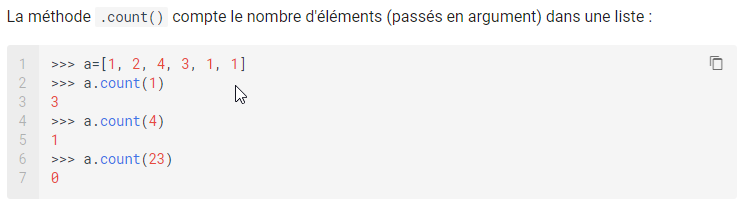 La méthode .count() compte le nombre d'éléments (passés en argument) dans une liste :
1 >>> a=[1, 2, 4, 3, 1, 1]
2 >>> a.count(1)
3 3
4 >>> a.count(4)
5 1
6 >>> a.count(23)
7 0